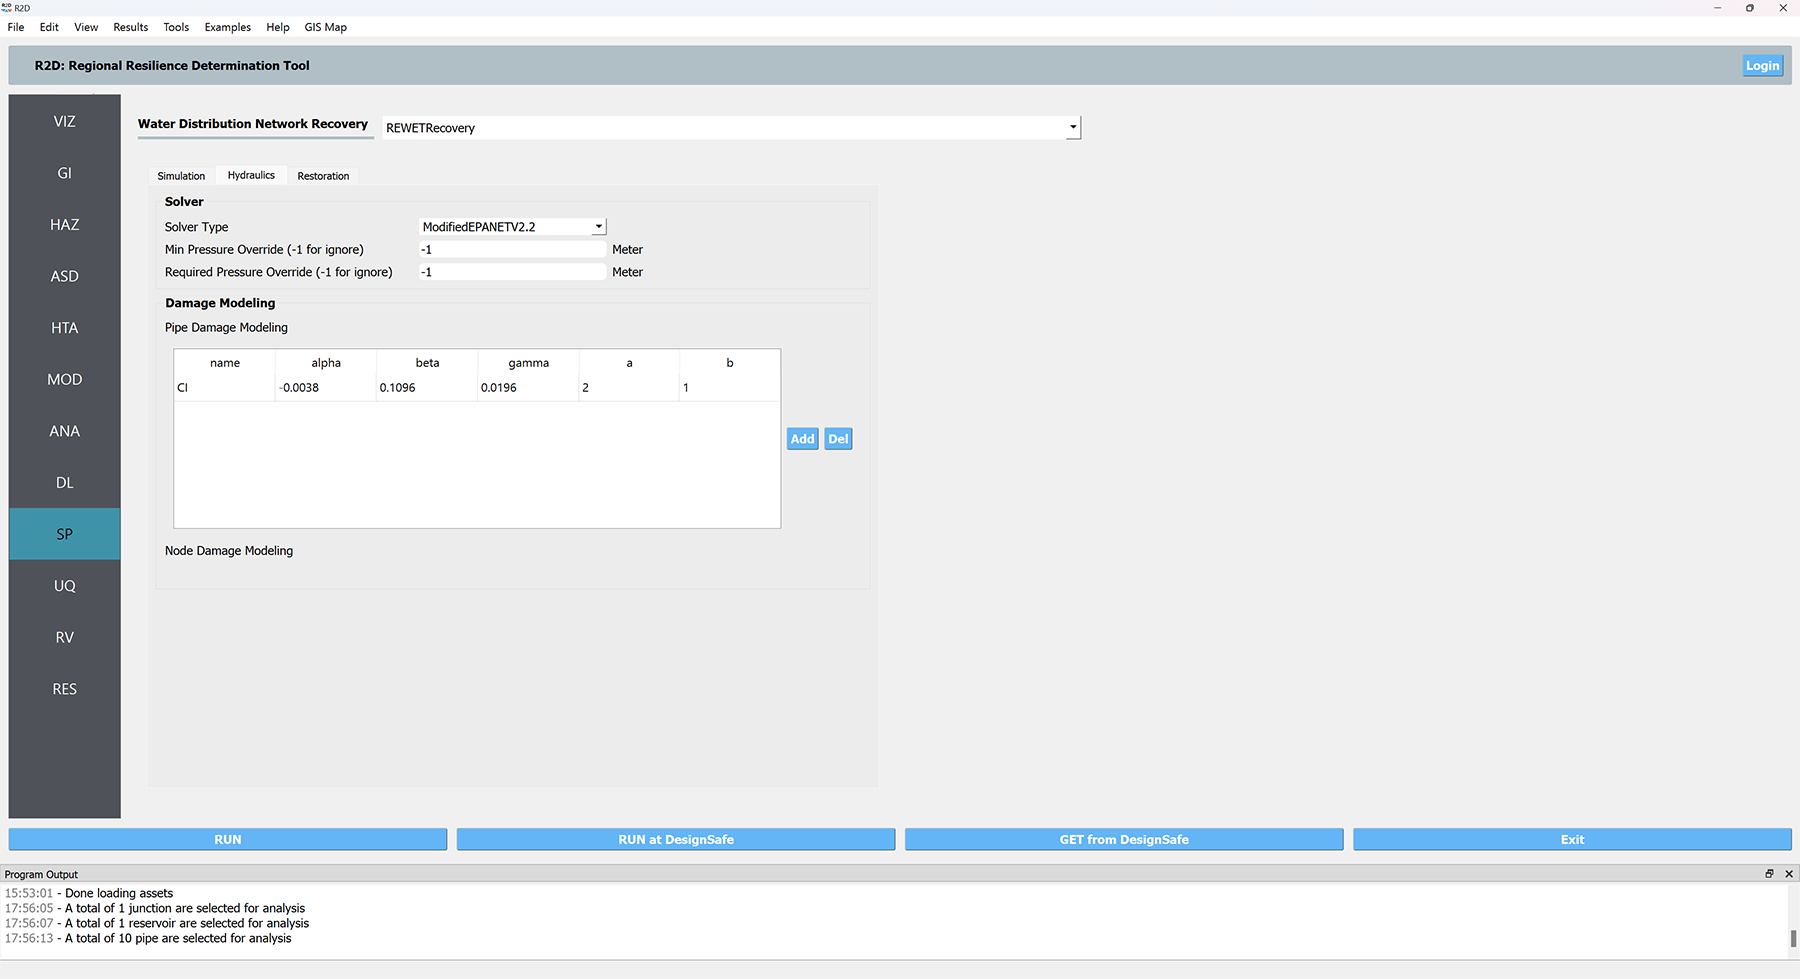 R2D
File Edit View Results Tools Examples Help GIS Map
R2D: Regional Resilience Determination Tool
Login
VIZ
GI
HAZ
ASD
HTA
MOD
ANA
DL
SP
UQ
RV
RES
Water Distribution Network Recovery REWETRecovery
Simulation Hydraulics Restoration
Solver
Solver Type ModifiedEPANETV2.2
Min Pressure Override (-1 for ignore) -1 Meter
Required Pressure Override (-1 for ignore) -1 Meter
Damage Modeling
Pipe Damage Modeling
name alpha beta gamma a b
CI -0.0038 0.1096 0.0196 2 1
Add Del
Node Damage Modeling
RUN RUN at DesignSafe GET from DesignSafe Exit
Program Output
15:53:01 - Done loading assets
17:56:05 - A total of 1 junction are selected for analysis
17:56:07 - A total of 1 reservoir are selected for analysis
17:56:13 - A total of 10 pipe are selected for analysis